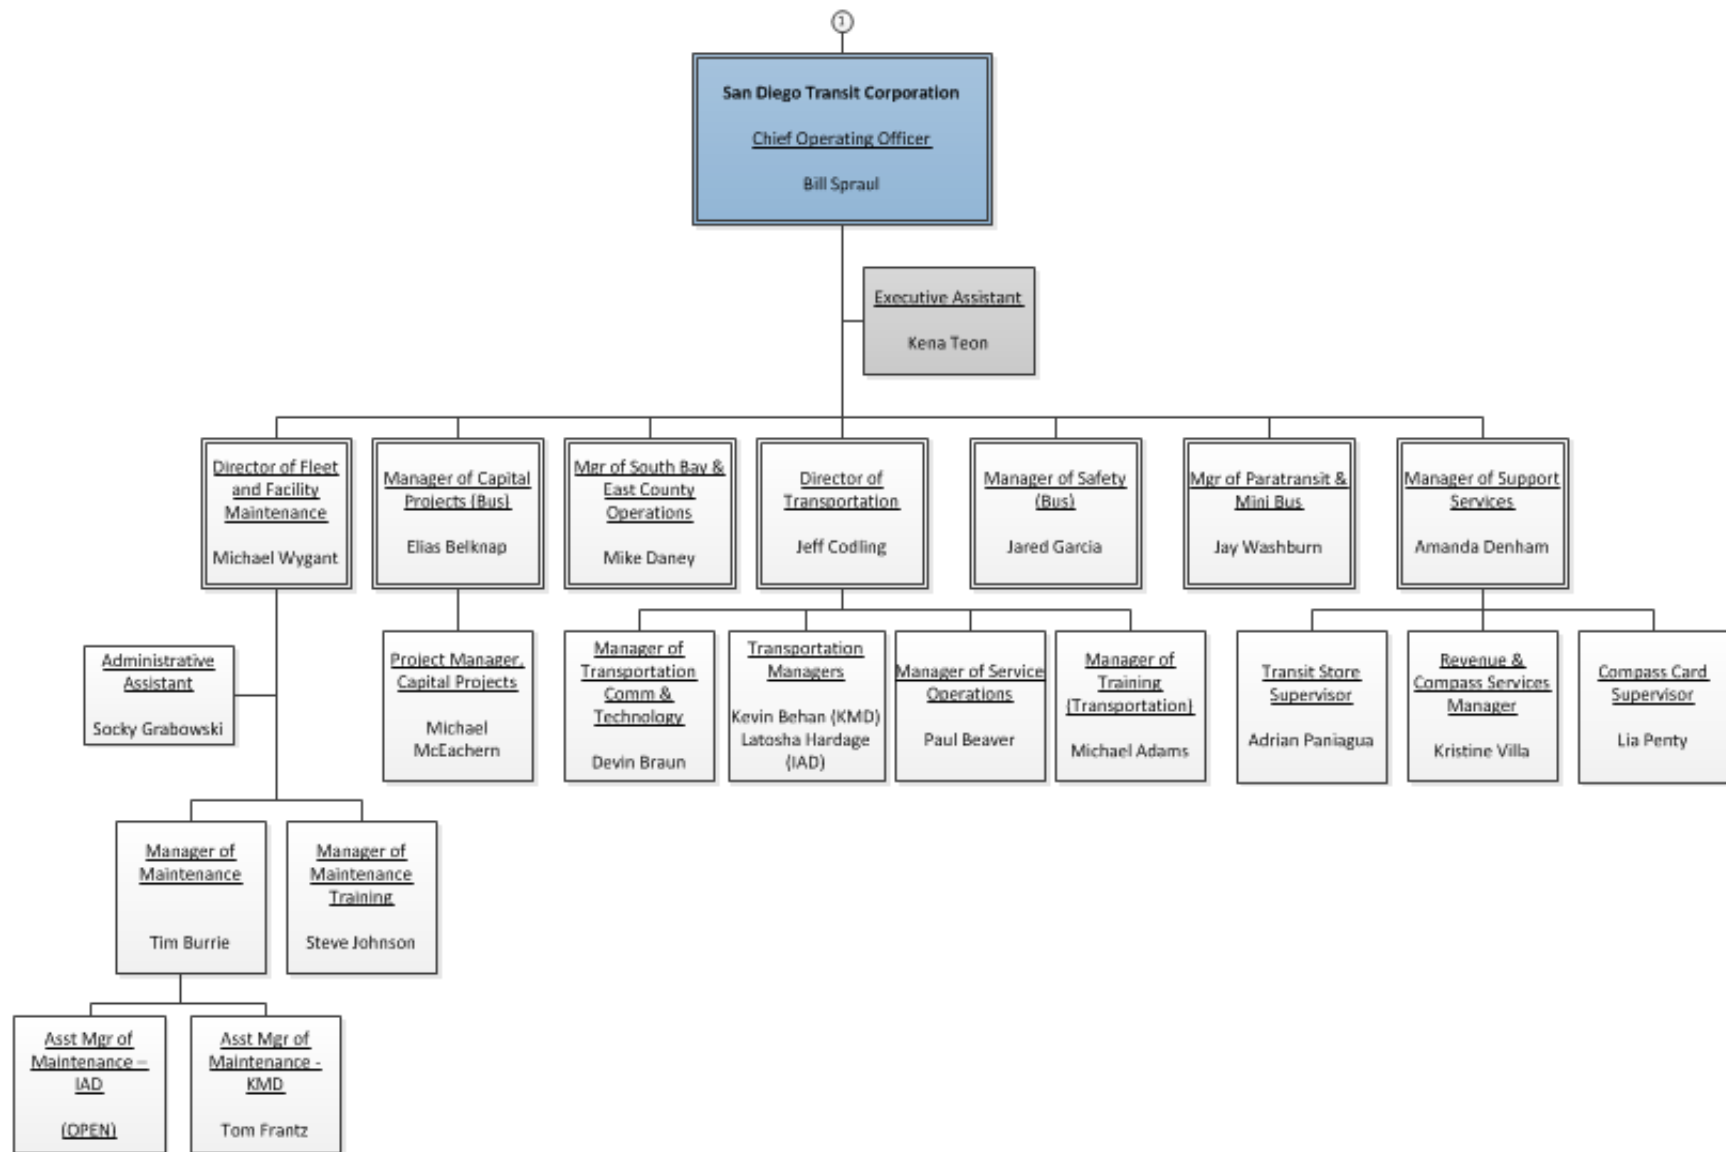 1
San Diego Transit Corporation
Chief Operating Officer
Bill Spraul
Executive Assistant
Kena Teon
Director of Fleet
and Facility
Maintenance
Michael Wygant
Manager of Capital
Projects (Bus)
Elias Belknap
Mgr of South Bay &
East County
Operations
Mike Daney
Director of
Transportation
Jeff Codling
Manager of Safety
(Bus)
Jared Garcia
Mgr of Paratransit &
Mini Bus
Jay Washburn
Manager of Support
Services
Amanda Denham
Administrative
Assistant
Socky Grabowski
Project Manager,
Capital Projects
Michael
McEachern
Manager of
Transportation
Comm &
Technology
Devin Braun
Transportation
Managers
Kevin Behan (KMD)
Latosha Hardage
(IAD)
Manager of Service
Operations
Paul Beaver
Manager of
Training
(Transportation)
Michael Adams
Transit Store
Supervisor
Adrian Paniagua
Revenue &
Compass Services
Manager
Kristine Villa
Compass Card
Supervisor
Lia Penty
Manager of
Maintenance
Tim Burrie
Manager of
Maintenance
Training
Steve Johnson
Asst Mgr of
Maintenance –
IAD
(OPEN)
Asst Mgr of
Maintenance -
KMD
Tom Frantz